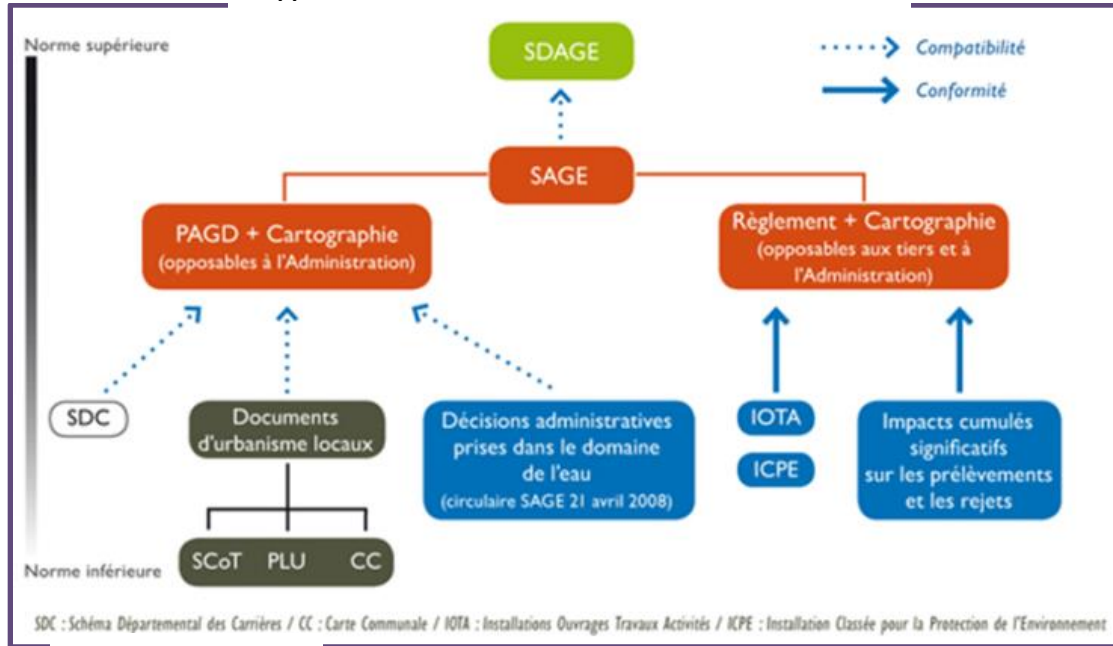 Norme supérieure
SDAGE
Compatibilité
Conformité
SAGE
PAGD + Cartographie
(opposables à l'Administration)
Règlement + Cartographie
(opposables aux tiers et à
l'Administration)
SDC
Documents
d'urbanisme locaux
Décisions administratives
prises dans le domaine
de l'eau
(circulaire SAGE 21 avril 2008)
IOTA
ICPE
Impacts cumulés
significatifs
sur les prélèvements
et les rejets
SCoT PLU CC
Norme inférieure
SDC : Schéma Départemental des Carrières / CC : Carte Communale / IOTA : Installations Ouvrages Travaux Activités / ICPE : Installation Classée pour la Protection de l'Environnement